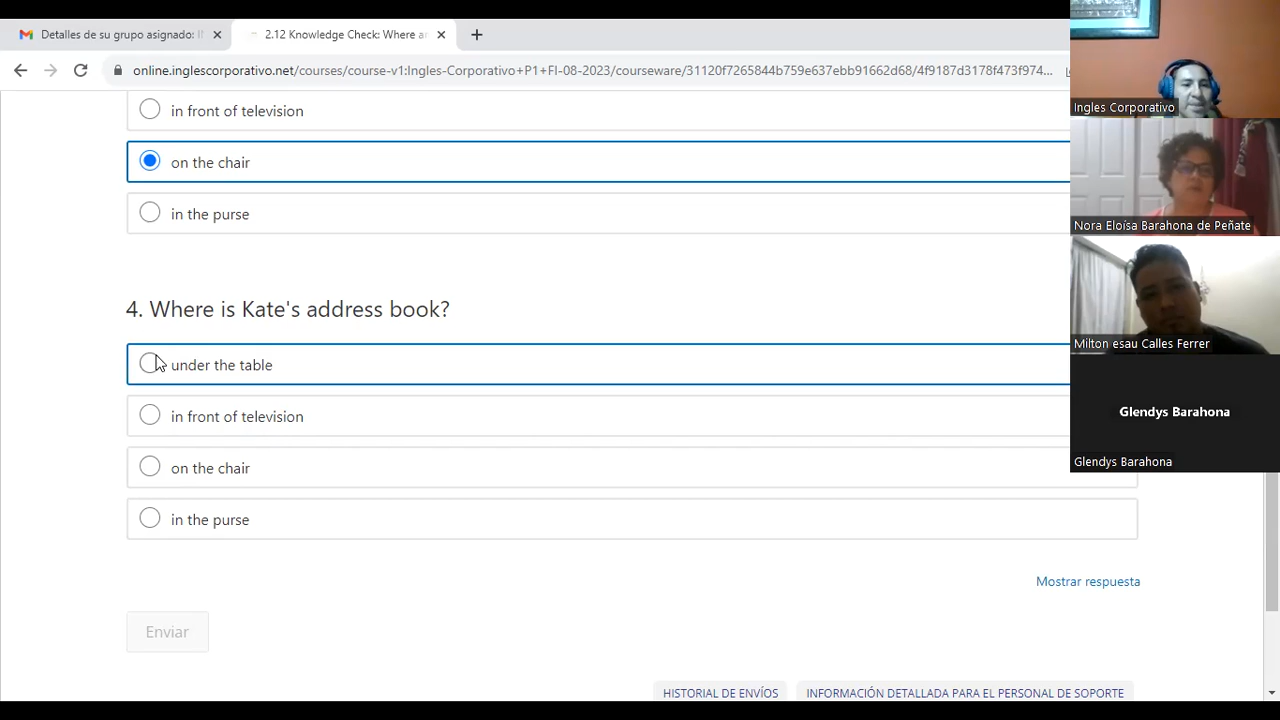 Detalles de su grupo asignado: I
2.12 Knowledge Check: Where a
online.inglescorporativo.net/courses/course-v1:Ingles-Corporativo+P1+FI-08-2023/courseware/31120f7265844b759e637ebb91662d68/4f9187d3178f473f974...
in front of television
on the chair
in the purse
4. Where is Kate's address book?
under the table
in front of television
on the chair
in the purse
Mostrar respuesta
Enviar
HISTORIAL DE ENVÍOS
INFORMACIÓN DETALLADA PARA EL PERSONAL DE SOPORTE
Ingles Corporativo
Nora Eloísa Barahona de Peñate
Milton esau Calles Ferrer
Glendys Barahona
Glendys Barahona